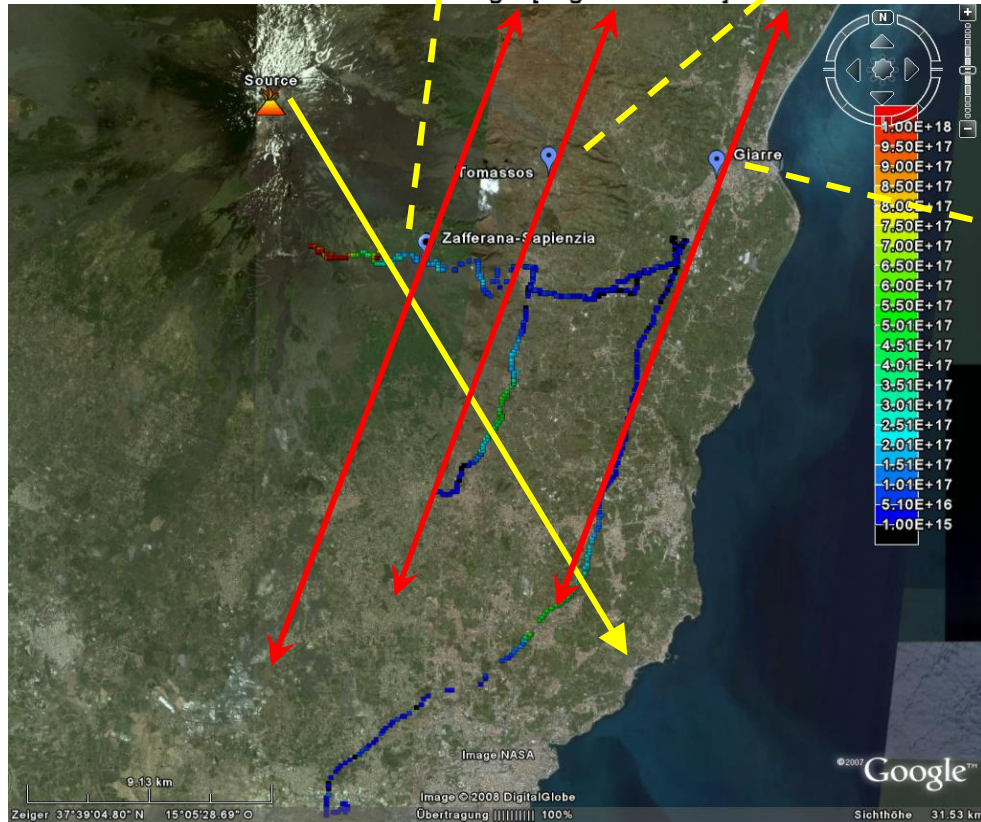 N
Source
Giarre
Tomassos
Zafferana-Sapienzia
1.00E+18
9.50E+17
9.00E+17
8.50E+17
8.00E+17
7.50E+17
7.00E+17
6.50E+17
6.00E+17
5.50E+17
5.01E+17
4.51E+17
4.01E+17
3.51E+17
3.01E+17
2.51E+17
2.01E+17
1.51E+17
1.01E+17
5.10E+16
1.00E+15
Image NASA
©2007 Google™
9.13 km
Image © 2008 DigitalGlobe
Zeiger 37°39'04.80" N 15°05'28.69" O Übertragung |||||||||| 100% Sichthöhe 31.53 km